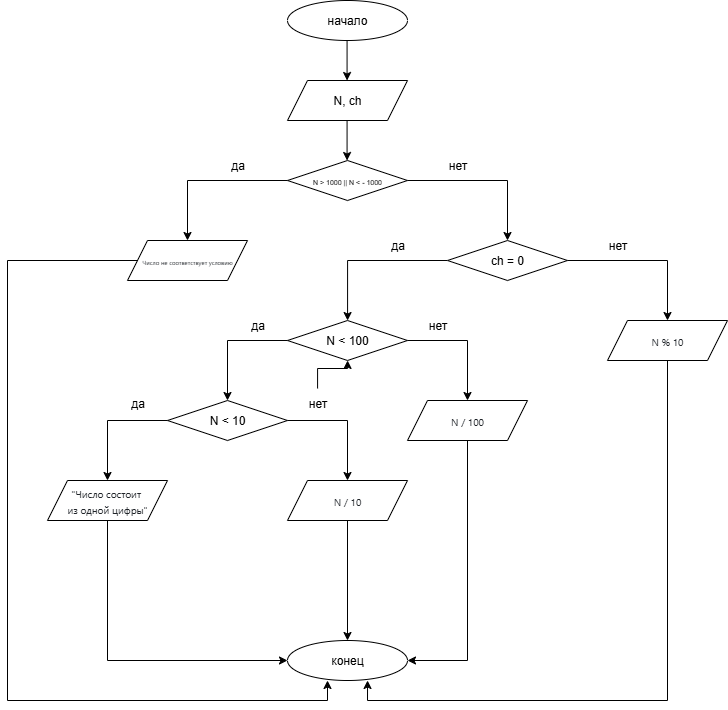 начало
N, ch
да
нет
N > 1000 || N < - 1000
Число не соответствует условию
да
нет
ch = 0
да
нет
N < 100
N % 10
да
нет
N < 10
N / 100
"Число состоит
из одной цифры"
N / 10
конец